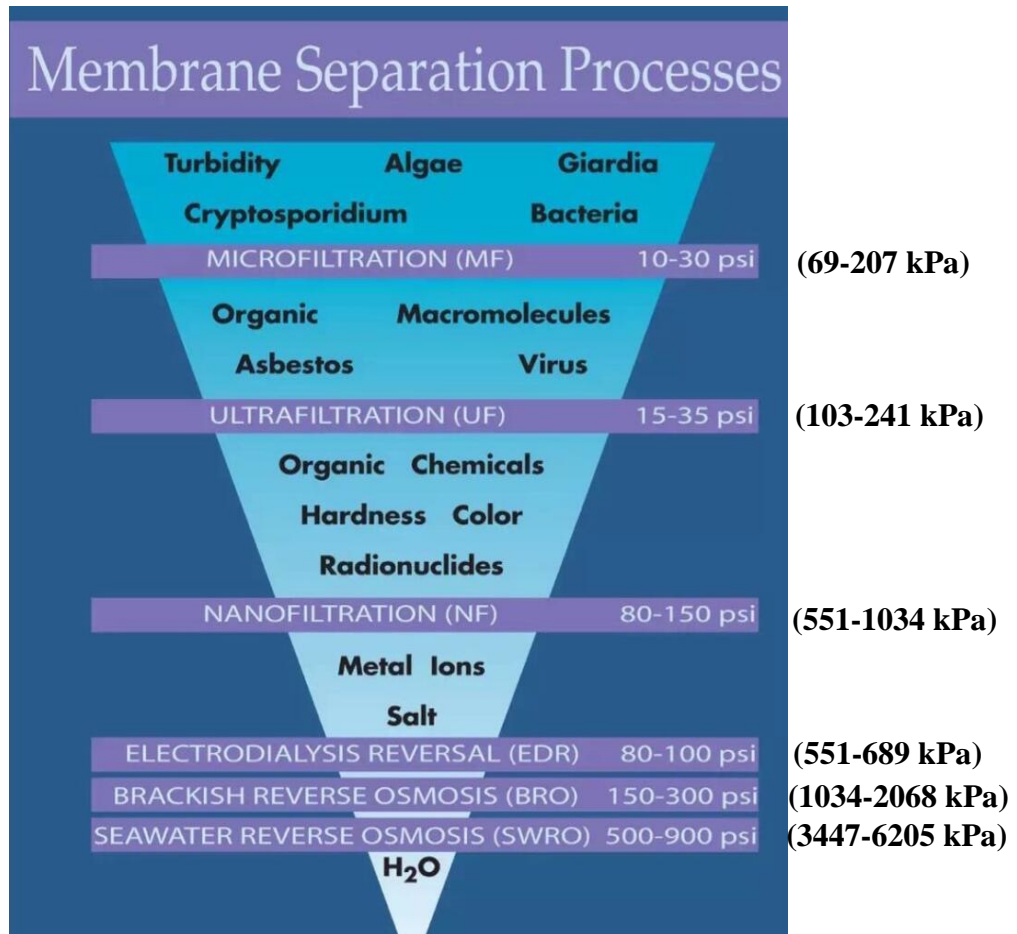 Membrane Separation Processes
Turbidity Algae Giardia
Cryptosporidium Bacteria
MICROFILTRATION (MF) 10-30 psi (69-207 kPa)
Organic Macromolecules
Asbestos Virus
ULTRAFILTRATION (UF) 15-35 psi (103-241 kPa)
Organic Chemicals
Hardness Color
Radionuclides
NANOFILTRATION (NF) 80-150 psi (551-1034 kPa)
Metal Ions
Salt
ELECTRODIALYSIS REVERSAL (EDR) 80-100 psi (551-689 kPa)
BRACKISH REVERSE OSMOSIS (BRO) 150-300 psi (1034-2068 kPa)
SEAWATER REVERSE OSMOSIS (SWRO) 500-900 psi (3447-6205 kPa)
H₂O